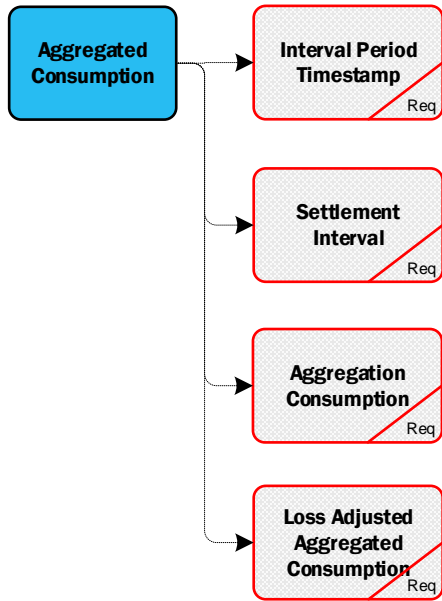 Aggregated
Consumption
Interval Period
Timestamp
Req
Settlement
Interval
Req
Aggregation
Consumption
Req
Loss Adjusted
Aggregated
Consumption
Req